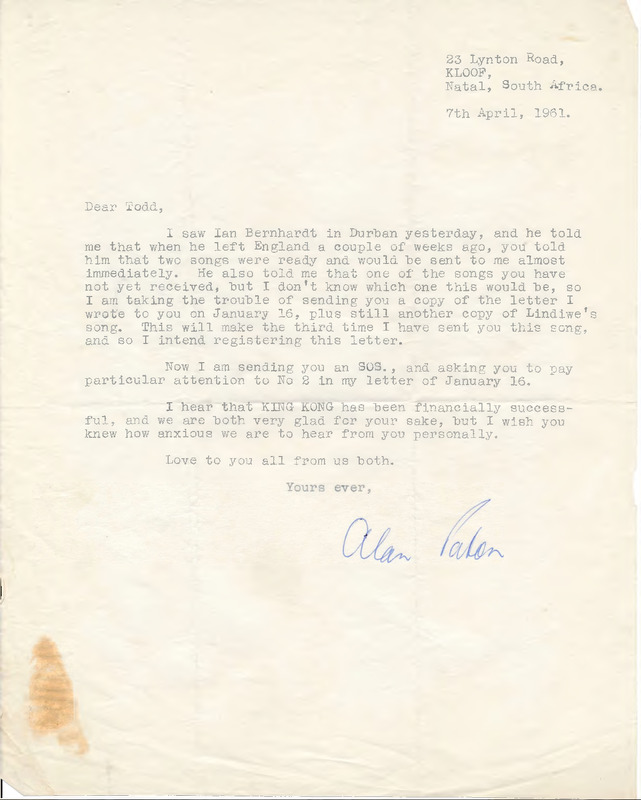 23 Lynton Road,
KLOOF,
Natal, South Africa.
7th April, 1961.
Dear Todd,
I saw Ian Bernhardt in Durban yesterday, and he told
me that when he left England a couple of weeks ago, you told
him that two songs were ready and would be sent to me almost
immediately. He also told me that one of the songs you have
not yet received, but I don't know which one this would be, so
I am taking the trouble of sending you a copy of the letter I
wrote to you on January 16, plus still another copy of Lindiwe's
song. This will make the third time I have sent you this song,
and so I intend registering this letter.
Now I am sending you an SOS., and asking you to pay
particular attention to No 2 in my letter of January 16.
I hear that KING KONG has been financially success-
ful, and we are both very glad for your sake, but I wish you
knew how anxious we are to hear from you personally.
Love to you all from us both.
Yours ever,
Alan Paton